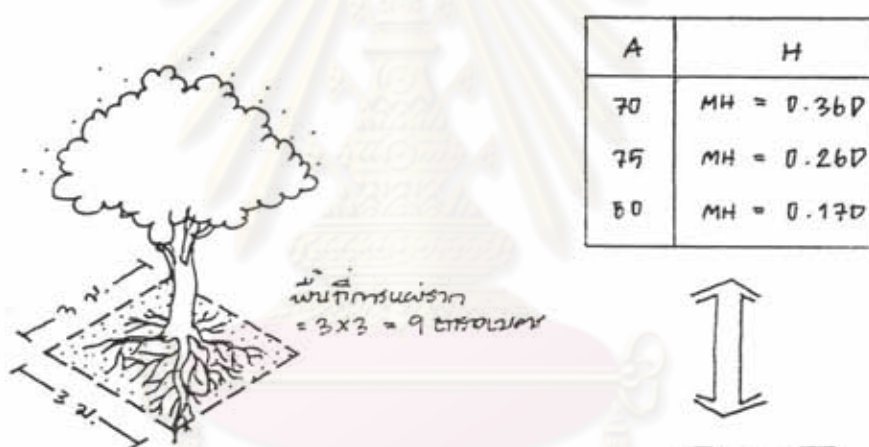 A H
70 MH = 0.36D
75 MH = 0.26D
80 MH = 0.17D
พื้นที่การแผ่ราก
= 3x3 = 9 ตารางเมตร
3 ม.
3 ม.